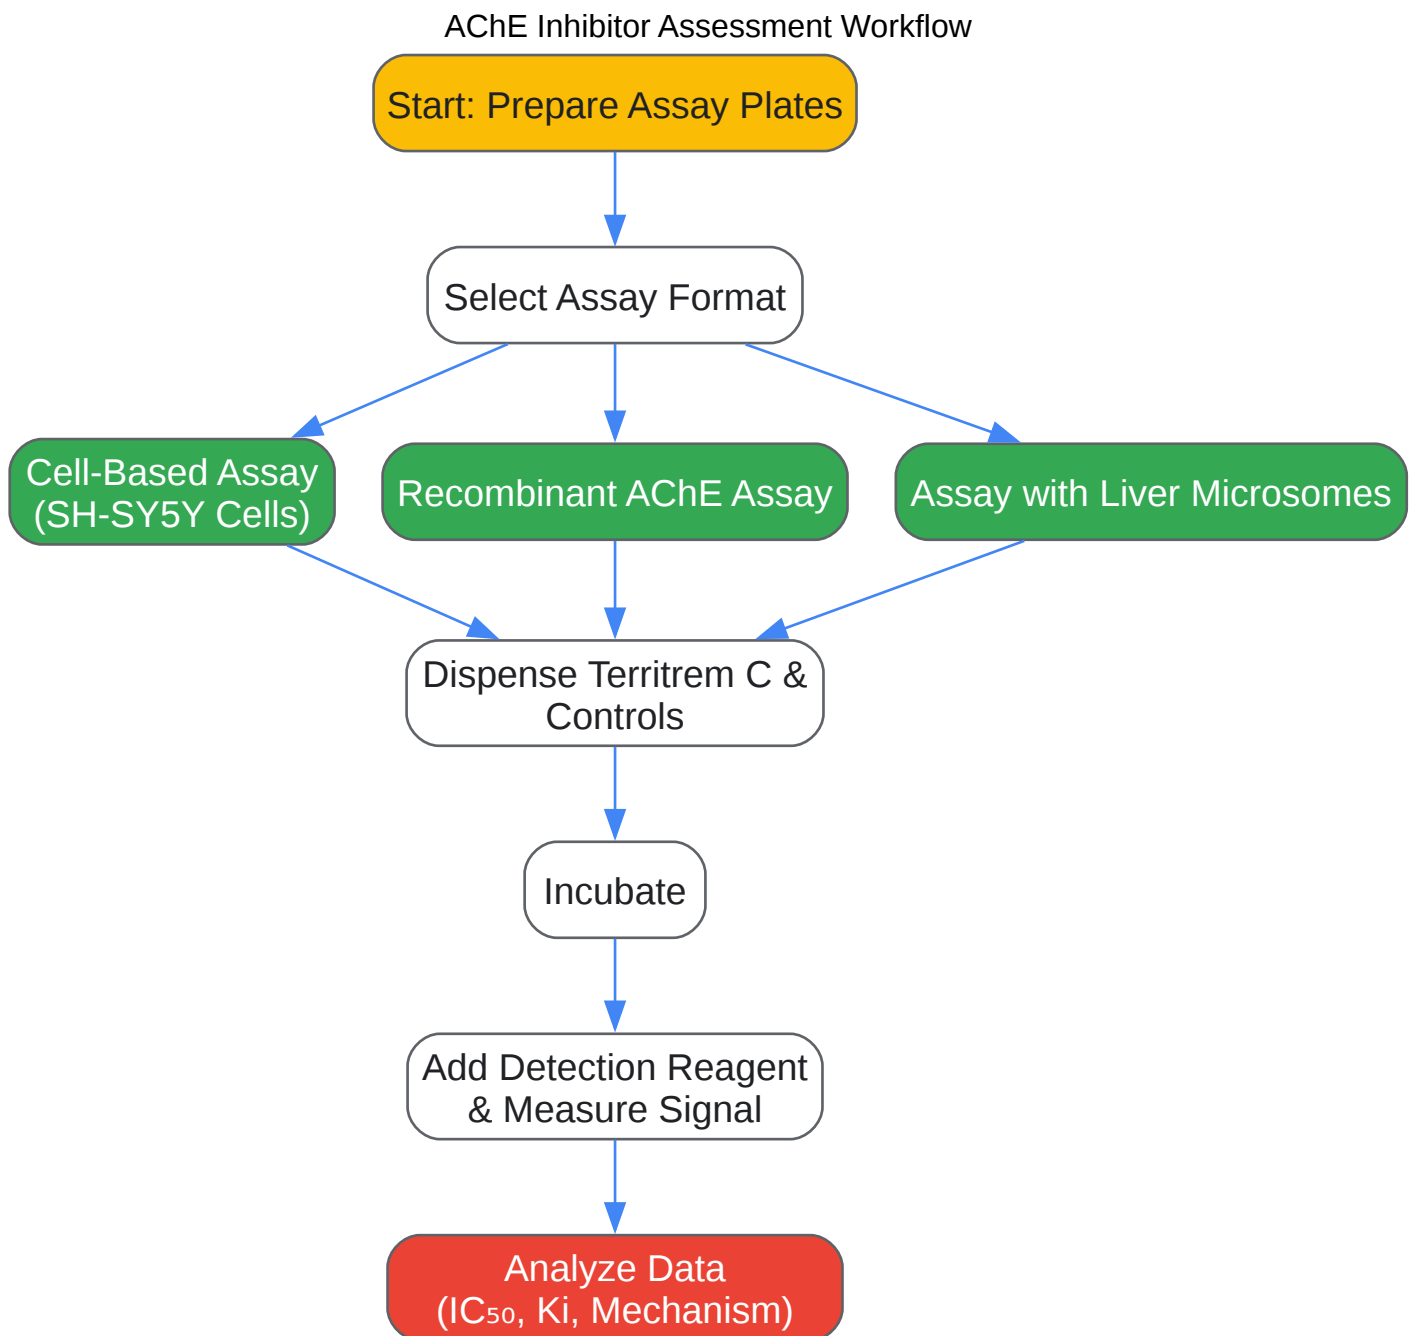 AChE Inhibitor Assessment Workflow
Start: Prepare Assay Plates
Select Assay Format
Cell-Based Assay
(SH-SY5Y Cells)
Recombinant AChE Assay
Assay with Liver Microsomes
Dispense Territrem C &
Controls
Incubate
Add Detection Reagent
& Measure Signal
Analyze Data
(IC₅₀, Ki, Mechanism)